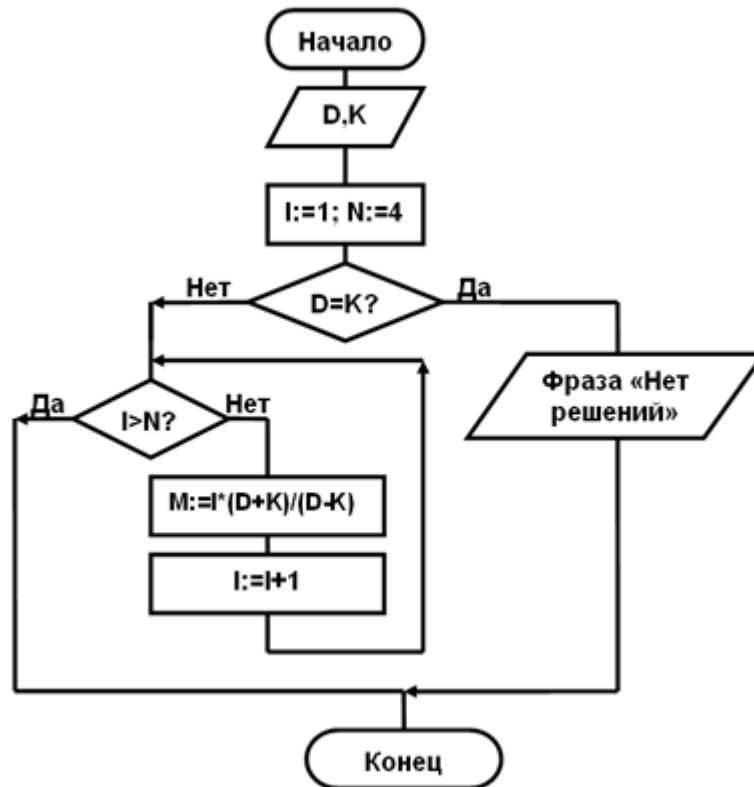 Начало
D,K
I:=1; N:=4
Нет
D=K?
Да
Да
I>N?
Нет
Фраза «Нет
решений»
M:=I*(D+K)/(D-K)
I:=I+1
Конец